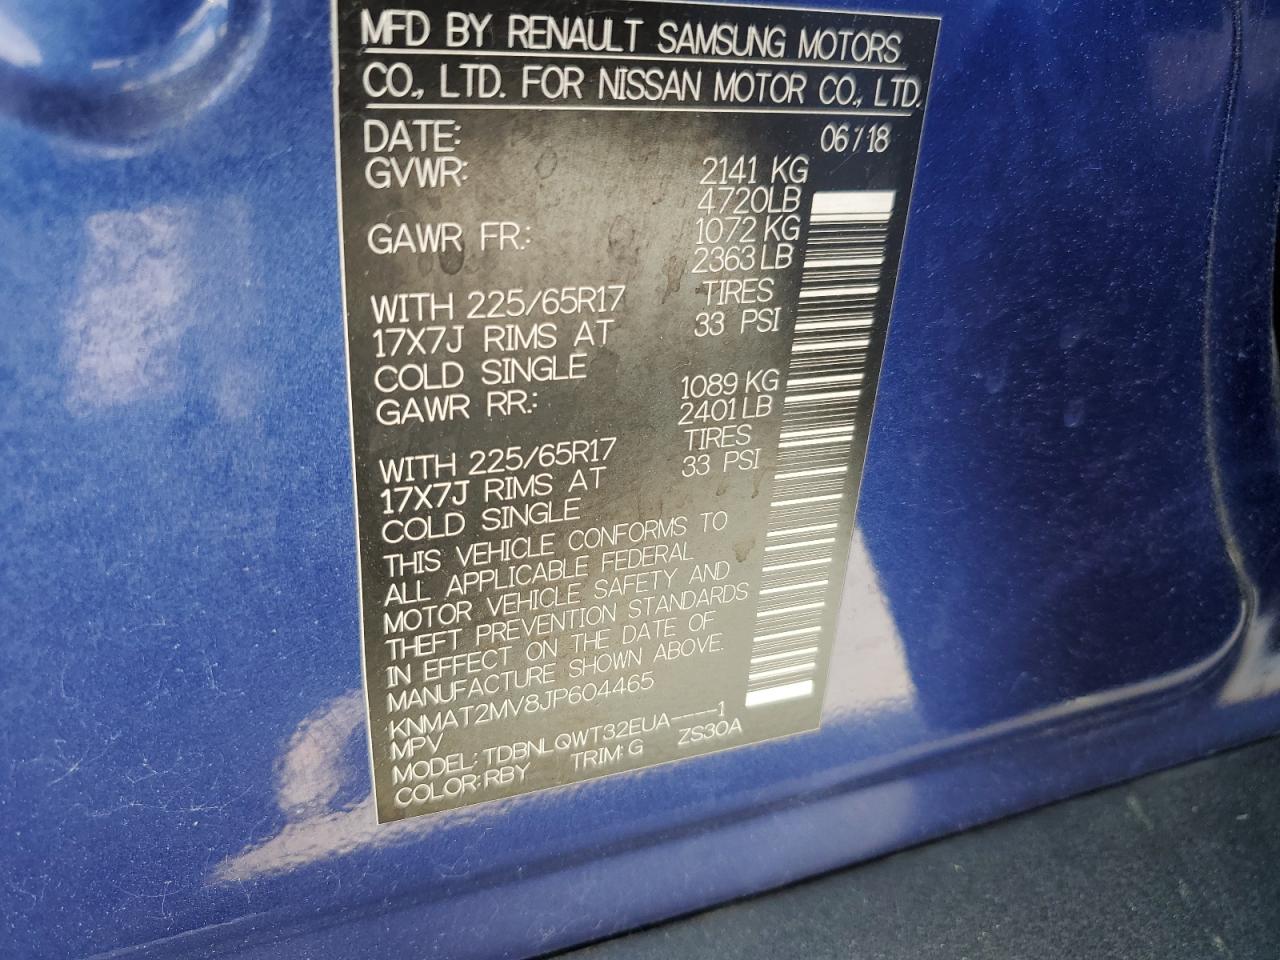 MFD BY RENAULT SAMSUNG MOTORS
CO., LTD. FOR NISSAN MOTOR CO., LTD.
DATE: 06/18
GVWR: 2141 KG
4720LB
GAWR FR.: 1072 KG
2363LB
WITH 225/65R17 TIRES
17X7J RIMS AT 33 PSI
COLD SINGLE
GAWR RR.: 1089 KG
2401LB
WITH 225/65R17 TIRES
17X7J RIMS AT 33 PSI
COLD SINGLE
THIS VEHICLE CONFORMS TO
ALL APPLICABLE FEDERAL
MOTOR VEHICLE SAFETY AND
THEFT PREVENTION STANDARDS
IN EFFECT ON THE DATE OF
MANUFACTURE SHOWN ABOVE.
KNMAT2MV8JP604465
MPV
MODEL: TDBNLQWT32EUA----1
COLOR: RBY TRIM: G ZS30A